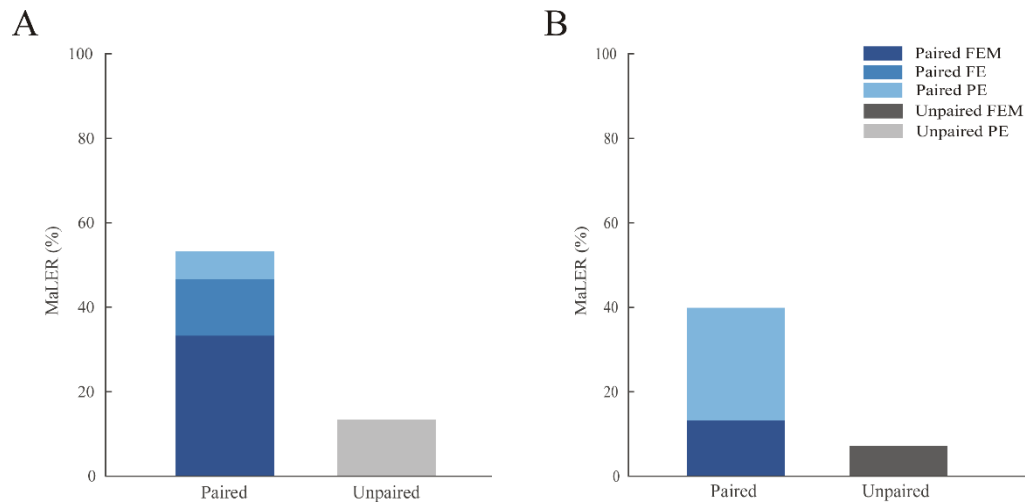 A
MaLER (%)
100
80
60
40
20
0
Paired
Unpaired
B
MaLER (%)
100
80
60
40
20
0
Paired
Unpaired
Paired FEM
Paired FE
Paired PE
Unpaired FEM
Unpaired PE